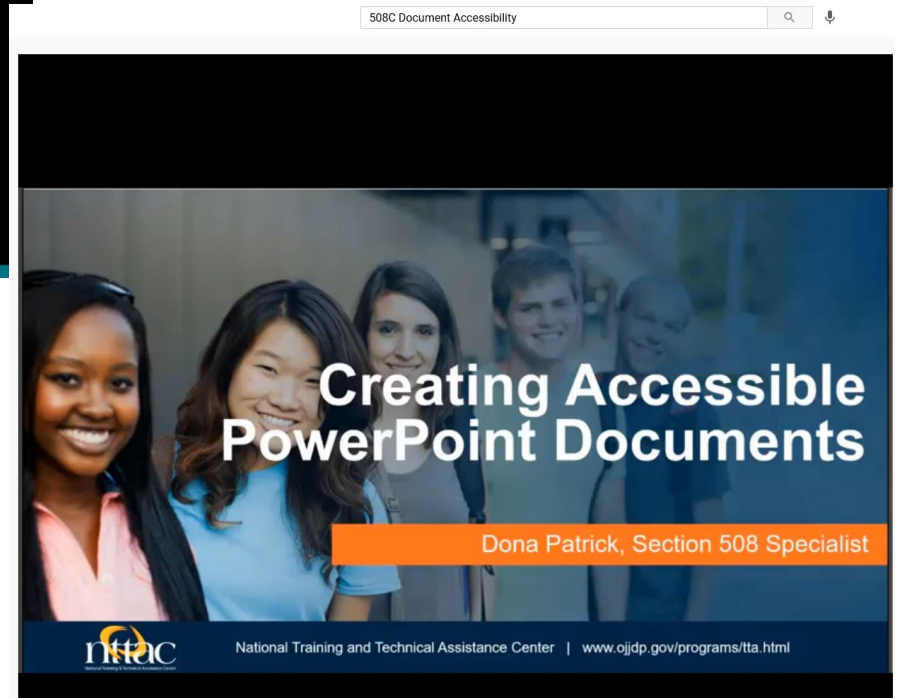 508C Document Accessibility
Creating Accessible
PowerPoint Documents
Dona Patrick, Section 508 Specialist
nttac
National Training and Technical Assistance Center | www.ojjdp.gov/programs/tta.html